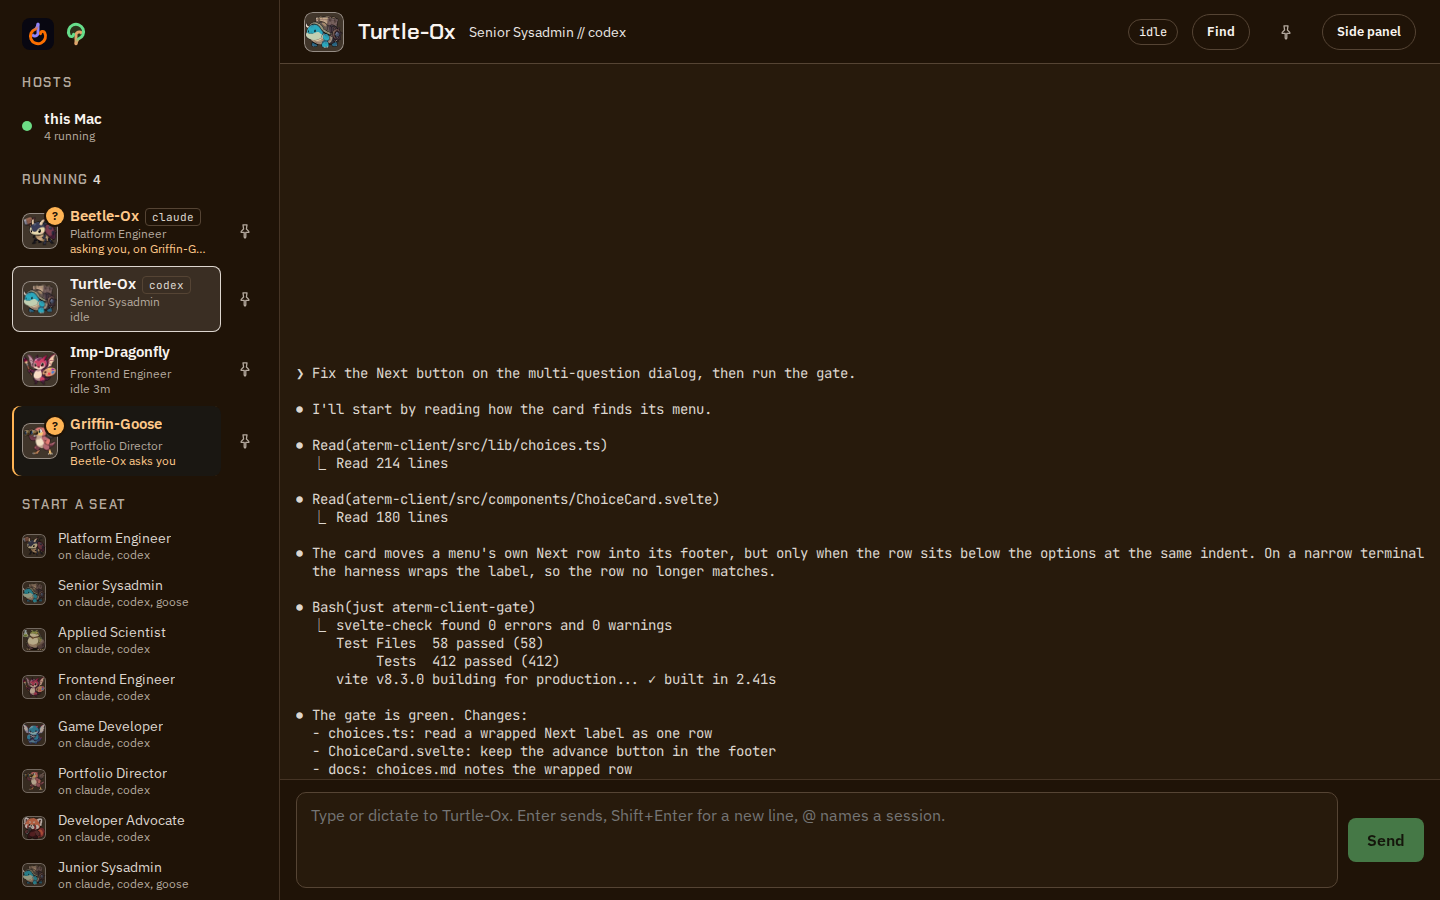 HOSTS
this Mac
4 running
RUNNING 4
? Beetle-Ox claude
Platform Engineer
asking you, on Griffin-G...
Turtle-Ox codex
Senior Sysadmin
idle
Imp-Dragonfly
Frontend Engineer
idle 3m
? Griffin-Goose
Portfolio Director
Beetle-Ox asks you
START A SEAT
Platform Engineer
on claude, codex
Senior Sysadmin
on claude, codex, goose
Applied Scientist
on claude, codex
Frontend Engineer
on claude, codex
Game Developer
on claude, codex
Portfolio Director
on claude, codex
Developer Advocate
on claude, codex
Junior Sysadmin
on claude, codex, goose
Turtle-Ox Senior Sysadmin // codex idle Find Side panel
❯ Fix the Next button on the multi-question dialog, then run the gate.
● I'll start by reading how the card finds its menu.
● Read(aterm-client/src/lib/choices.ts)
⎿ Read 214 lines
● Read(aterm-client/src/components/ChoiceCard.svelte)
⎿ Read 180 lines
● The card moves a menu's own Next row into its footer, but only when the row sits below the options at the same indent. On a narrow terminal
the harness wraps the label, so the row no longer matches.
● Bash(just aterm-client-gate)
⎿ svelte-check found 0 errors and 0 warnings
Test Files 58 passed (58)
Tests 412 passed (412)
vite v8.3.0 building for production... ✓ built in 2.41s
● The gate is green. Changes:
- choices.ts: read a wrapped Next label as one row
- ChoiceCard.svelte: keep the advance button in the footer
- docs: choices.md notes the wrapped row
Type or dictate to Turtle-Ox. Enter sends, Shift+Enter for a new line, @ names a session.
Send